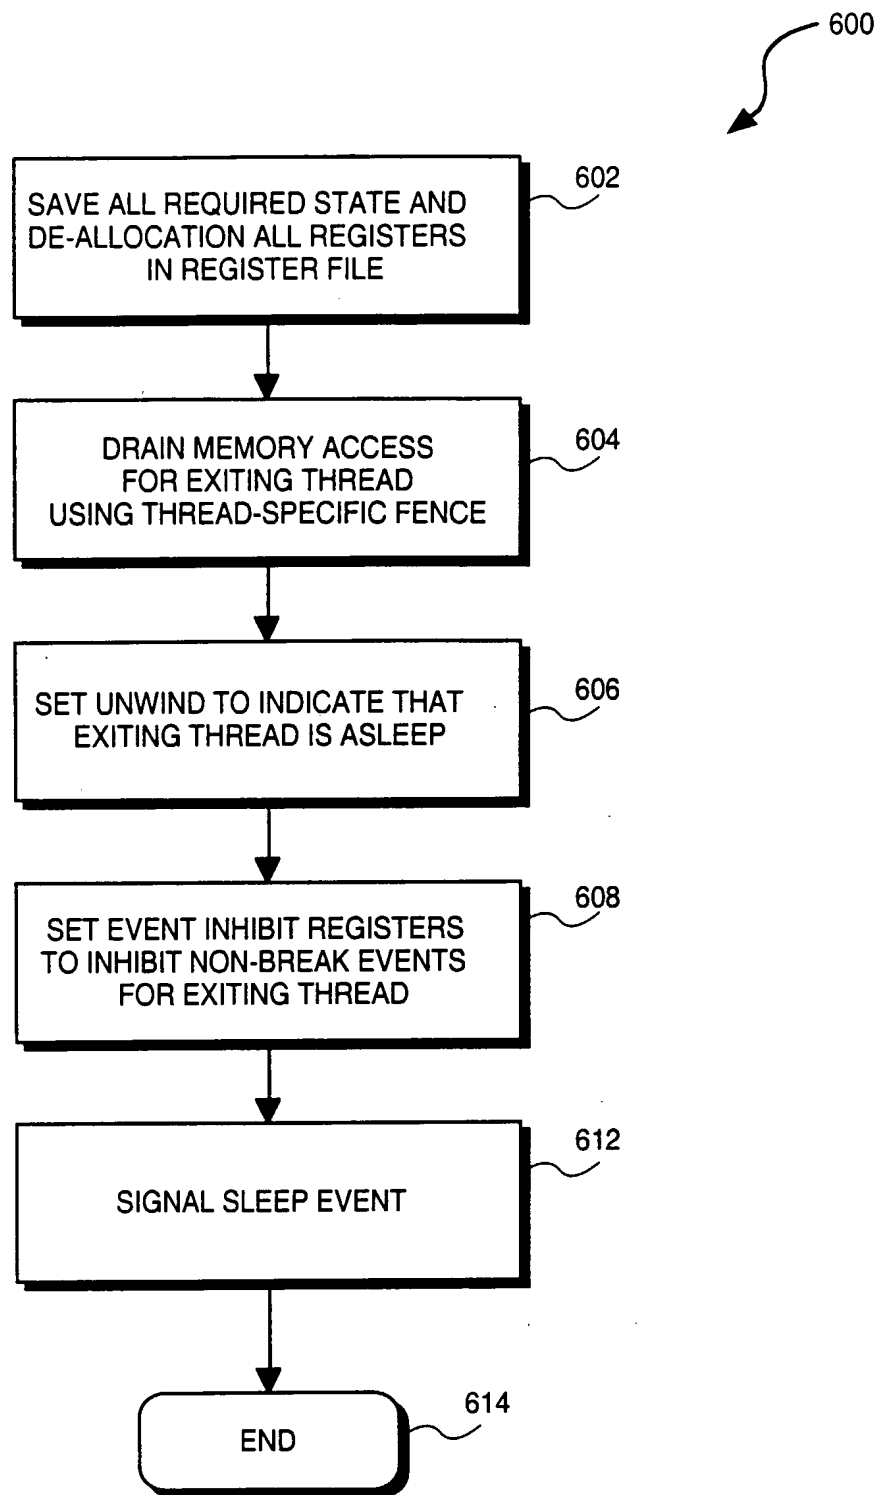 600
602
SAVE ALL REQUIRED STATE AND
DE-ALLOCATION ALL REGISTERS
IN REGISTER FILE
604
DRAIN MEMORY ACCESS
FOR EXITING THREAD
USING THREAD-SPECIFIC FENCE
606
SET UNWIND TO INDICATE THAT
EXITING THREAD IS ASLEEP
608
SET EVENT INHIBIT REGISTERS
TO INHIBIT NON-BREAK EVENTS
FOR EXITING THREAD
612
SIGNAL SLEEP EVENT
614
END